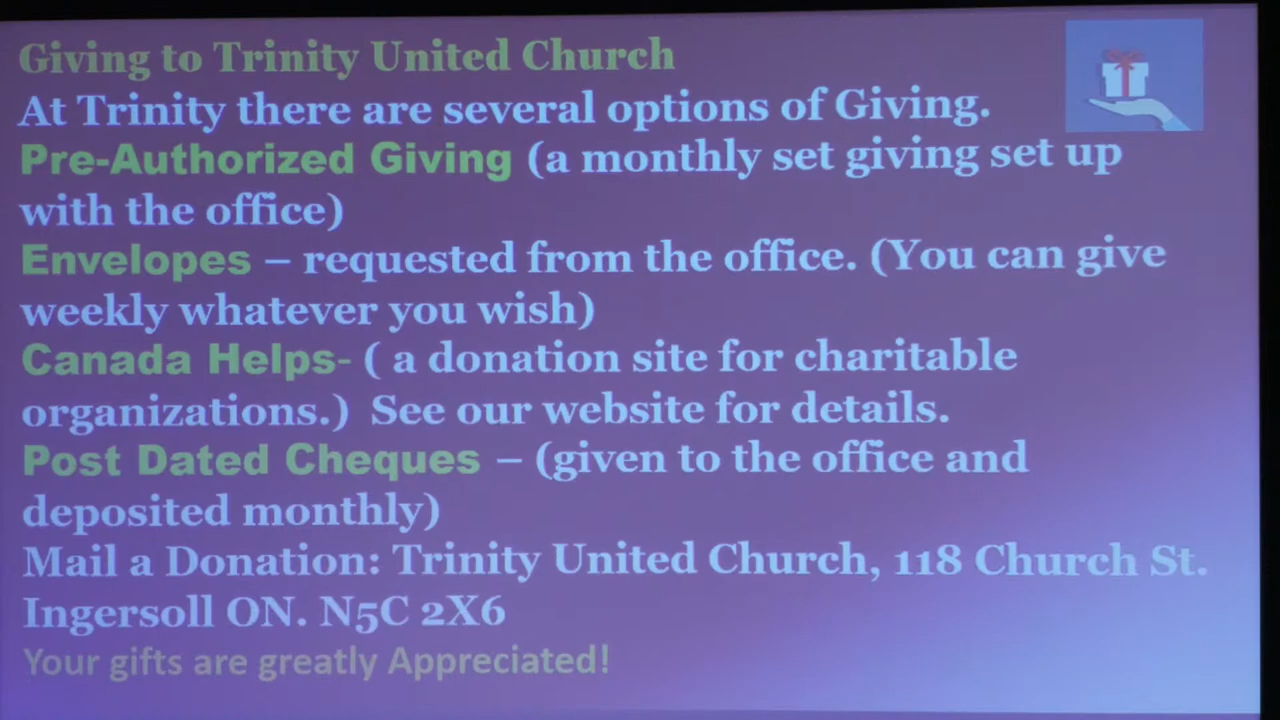 Giving to Trinity United Church
At Trinity there are several options of Giving.
Pre-Authorized Giving (a monthly set giving set up
with the office)
Envelopes – requested from the office. (You can give
weekly whatever you wish)
Canada Helps- ( a donation site for charitable
organizations.) See our website for details.
Post Dated Cheques – (given to the office and
deposited monthly)
Mail a Donation: Trinity United Church, 118 Church St.
Ingersoll ON. N5C 2X6
Your gifts are greatly Appreciated!